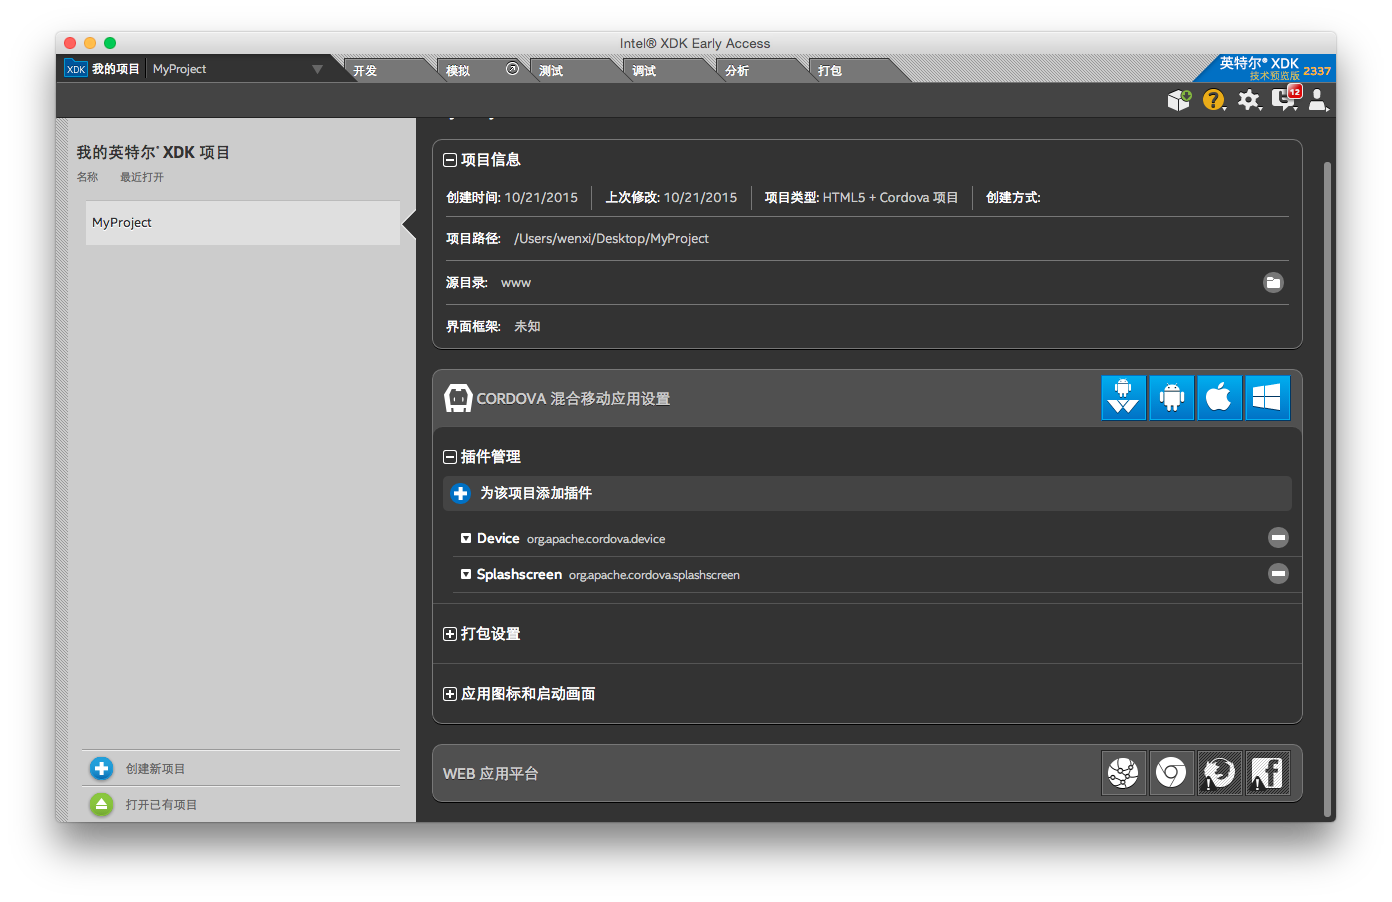 Intel® XDK Early Access
XDK 我的项目 MyProject 开发 模拟 测试 调试 分析 打包 英特尔® XDK
技术预览版 2337
12
我的英特尔® XDK 项目
名称 最近打开
MyProject
创建新项目
打开已有项目
项目信息
创建时间: 10/21/2015 上次修改: 10/21/2015 项目类型: HTML5 + Cordova 项目 创建方式:
项目路径: /Users/wenxi/Desktop/MyProject
源目录: www
界面框架: 未知
CORDOVA 混合移动应用设置
插件管理
为该项目添加插件
Device org.apache.cordova.device
Splashscreen org.apache.cordova.splashscreen
打包设置
应用图标和启动画面
WEB 应用平台